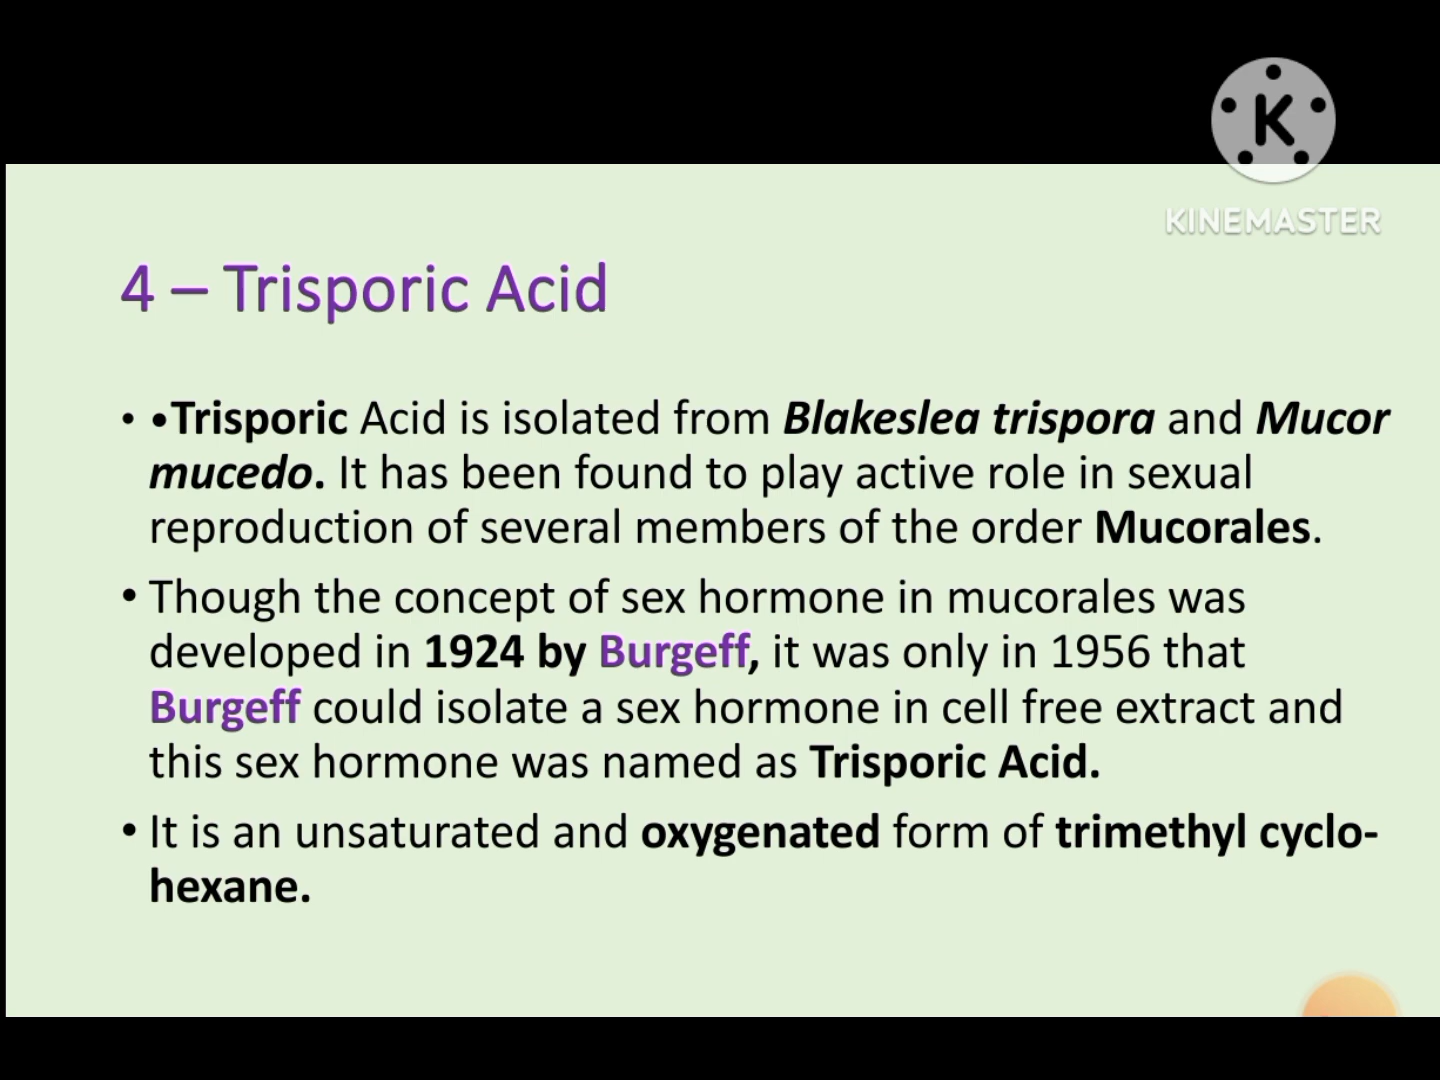 K
KINEMASTER
4 – Trisporic Acid
• •Trisporic Acid is isolated from Blakeslea trispora and Mucor
mucedo. It has been found to play active role in sexual
reproduction of several members of the order Mucorales.
• Though the concept of sex hormone in mucorales was
developed in 1924 by Burgeff, it was only in 1956 that
Burgeff could isolate a sex hormone in cell free extract and
this sex hormone was named as Trisporic Acid.
• It is an unsaturated and oxygenated form of trimethyl cyclo-
hexane.